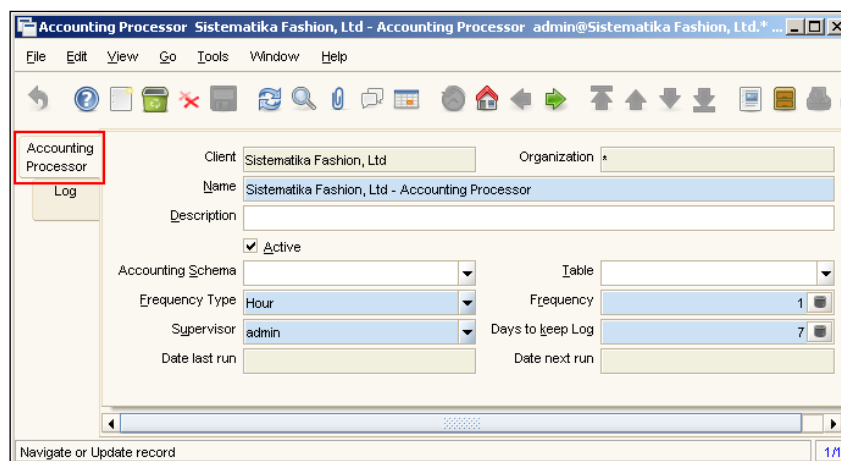 Accounting Processor Sistematika Fashion, Ltd - Accounting Processor admin@Sistematika Fashion, Ltd.* ...
File Edit View Go Tools Window Help
Accounting Processor
Log
Client Sistematika Fashion, Ltd Organization *
Name Sistematika Fashion, Ltd - Accounting Processor
Description
Active
Accounting Schema Table
Frequency Type Hour Frequency 1
Supervisor admin Days to keep Log 7
Date last run Date next run
Navigate or Update record 1/1